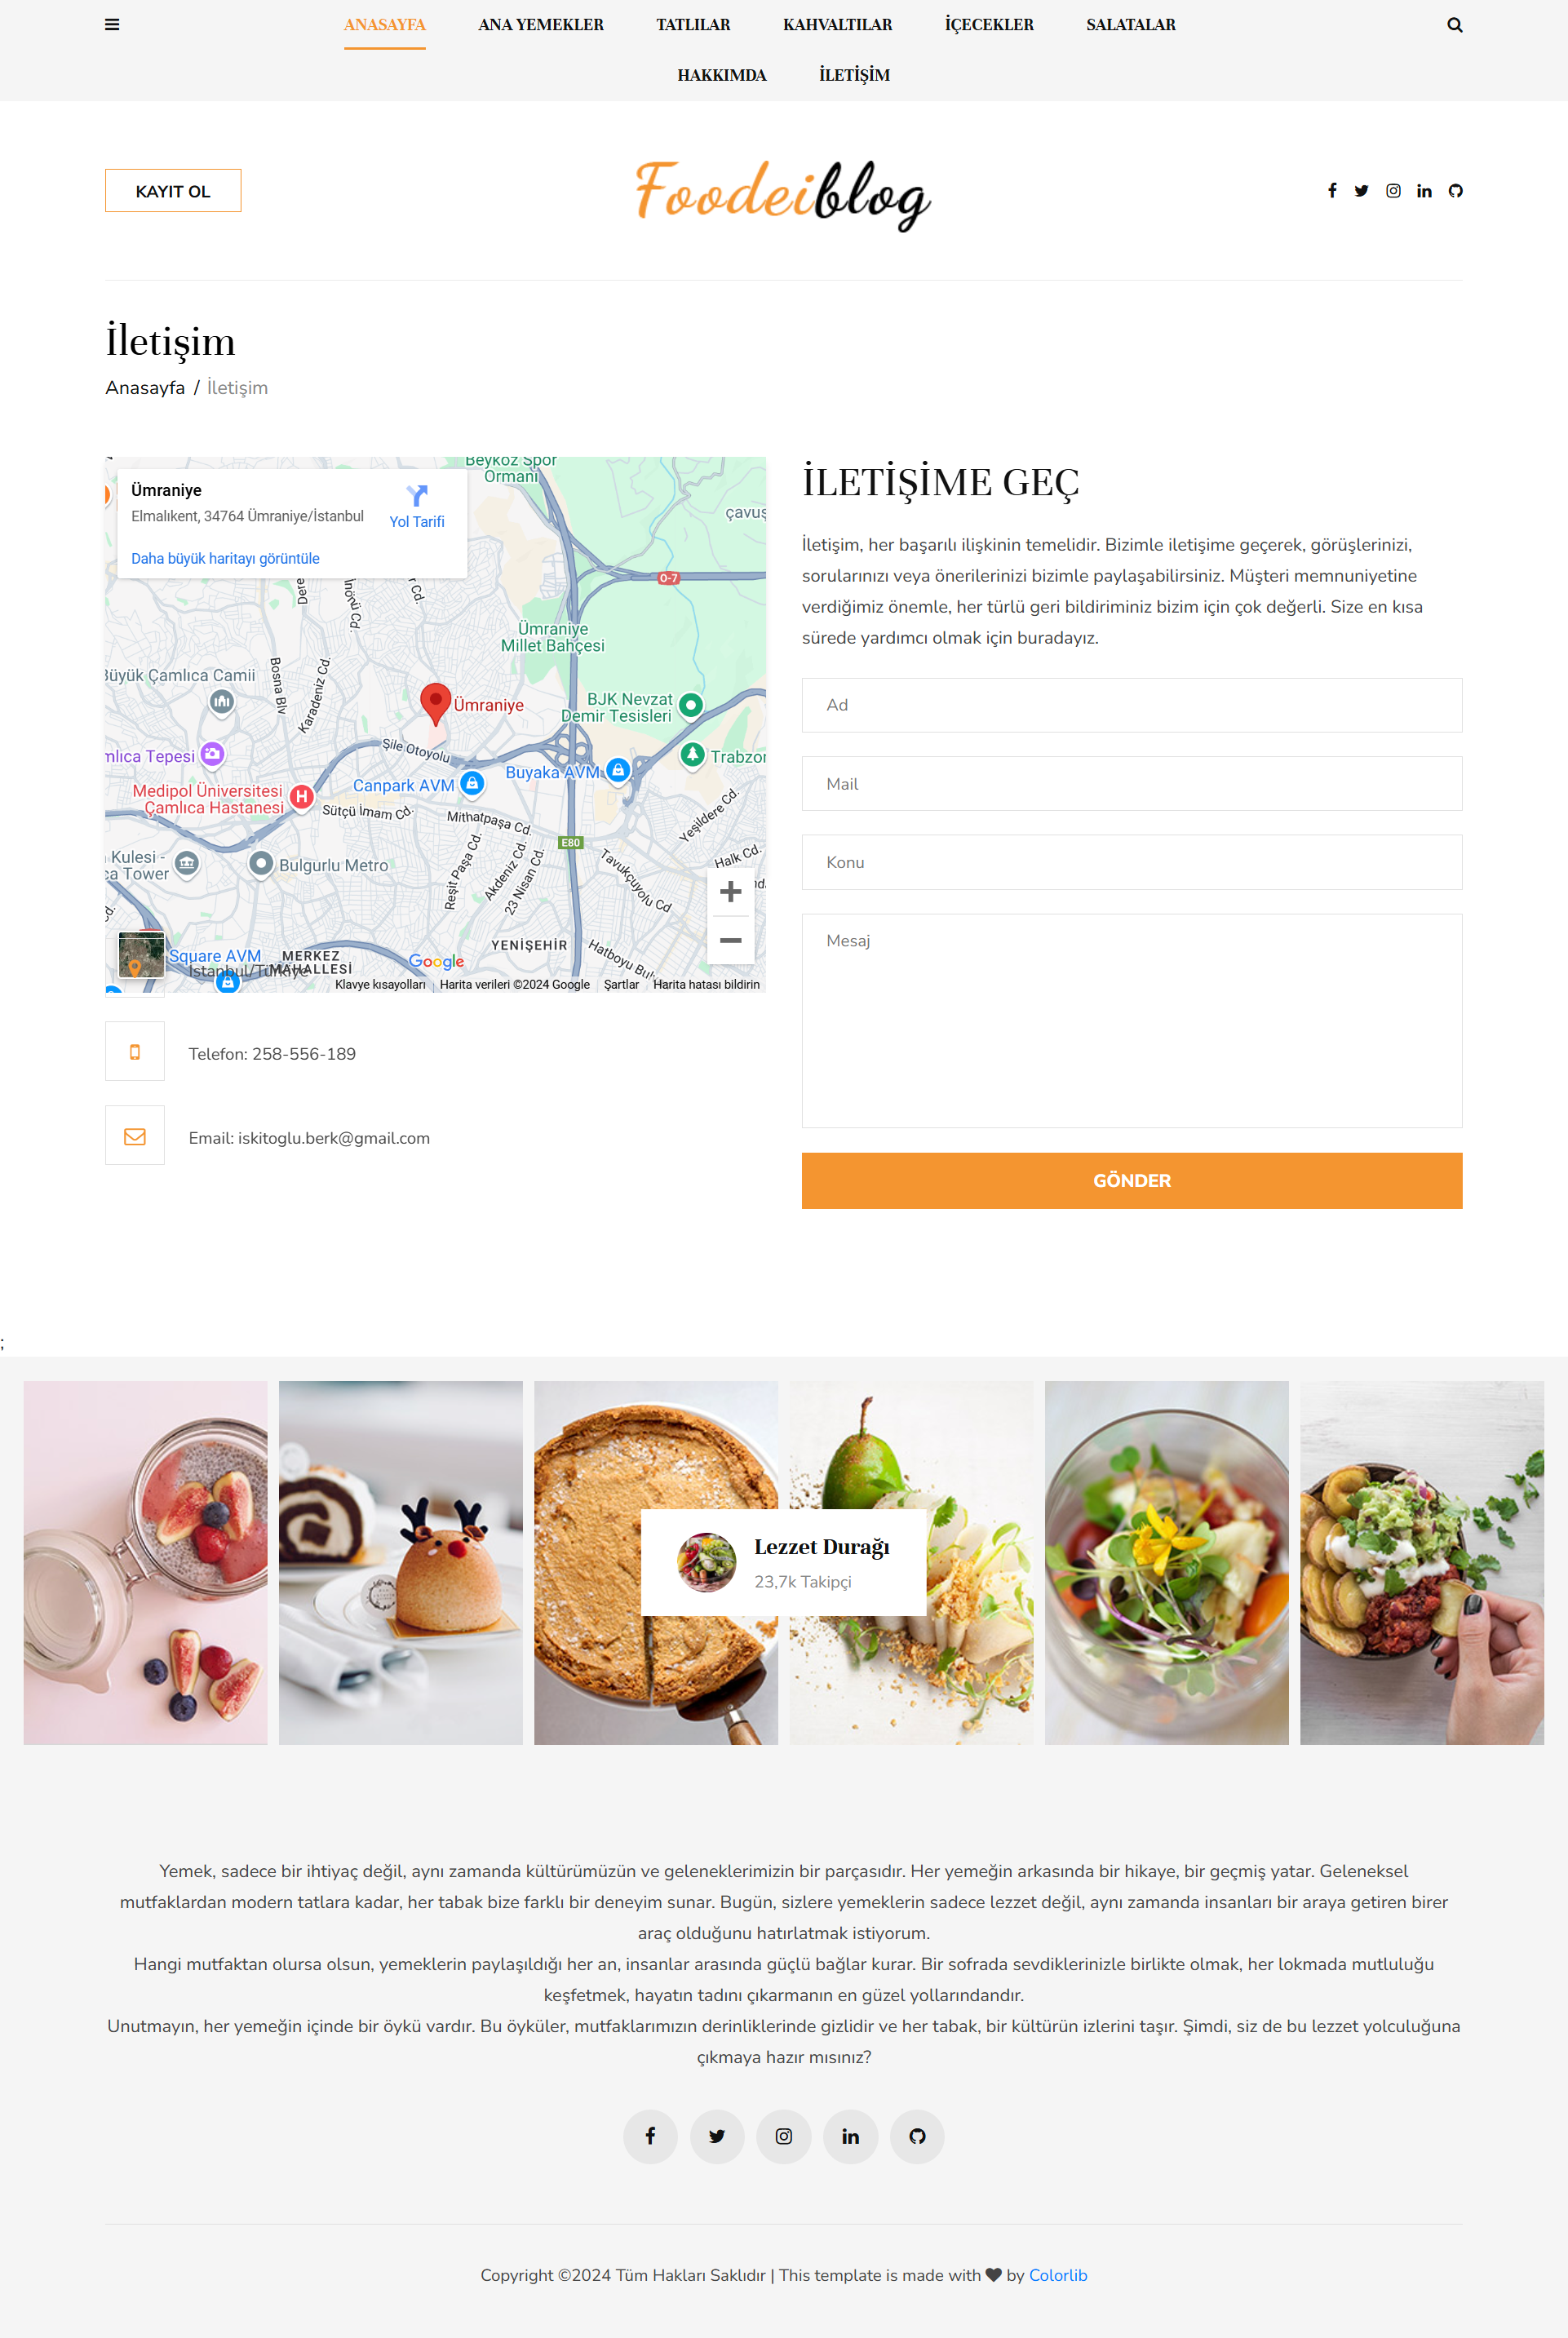 ANASAYFA ANA YEMEKLER TATLILAR KAHVALTILAR İÇECEKLER SALATALAR
HAKKIMDA İLETİŞİM
KAYIT OL
Foodeiblog
İletişim
Anasayfa / İletişim
Ümraniye
Elmalıkent, 34764 Ümraniye/İstanbul
Yol Tarifi
Daha büyük haritayı görüntüle
Beykoz Spor
Ormanı
çavuş
O-7
Dere
İnönü Cd.
r Cd.
Ümraniye
Millet Bahçesi
Büyük Çamlıca Camii
Bosna Blv
Karadeniz Cd.
Ümraniye
BJK Nevzat
Demir Tesisleri
mlıca Tepesi
Şile Otoyolu
Trabzon
Buyaka AVM
Canpark AVM
Medipol Üniversitesi
Çamlıca Hastanesi
H
Sütçü İmam Cd.
Mithatpaşa Cd.
Yeşildere Cd.
E80
Kulesi -
ca Tower
Bulgurlu Metro
Reşit Paşa Cd.
Akdeniz Cd.
23 Nisan Cd.
Tavukçuyolu Cd
Halk Cd.
Square AVM
MERKEZ
MAHALLESİ
YENİŞEHİR
Hatboyu Bul
Google
İstanbul/Türkiye
Klavye kısayolları Harita verileri ©2024 Google Şartlar Harita hatası bildirin
Telefon: 258-556-189
Email: iskitoglu.berk@gmail.com
İLETİŞİME GEÇ
İletişim, her başarılı ilişkinin temelidir. Bizimle iletişime geçerek, görüşlerinizi,
sorularınızı veya önerilerinizi bizimle paylaşabilirsiniz. Müşteri memnuniyetine
verdiğimiz önemle, her türlü geri bildiriminiz bizim için çok değerli. Size en kısa
sürede yardımcı olmak için buradayız.
Ad
Mail
Konu
Mesaj
GÖNDER
;
Lezzet Durağı
23,7k Takipçi
Yemek, sadece bir ihtiyaç değil, aynı zamanda kültürümüzün ve geleneklerimizin bir parçasıdır. Her yemeğin arkasında bir hikaye, bir geçmiş yatar. Geleneksel
mutfaklardan modern tatlara kadar, her tabak bize farklı bir deneyim sunar. Bugün, sizlere yemeklerin sadece lezzet değil, aynı zamanda insanları bir araya getiren birer
araç olduğunu hatırlatmak istiyorum.
Hangi mutfaktan olursa olsun, yemeklerin paylaşıldığı her an, insanlar arasında güçlü bağlar kurar. Bir sofrada sevdiklerinizle birlikte olmak, her lokmada mutluluğu
keşfetmek, hayatın tadını çıkarmanın en güzel yollarındandır.
Unutmayın, her yemeğin içinde bir öykü vardır. Bu öyküler, mutfaklarımızın derinliklerinde gizlidir ve her tabak, bir kültürün izlerini taşır. Şimdi, siz de bu lezzet yolculuğuna
çıkmaya hazır mısınız?
Copyright ©2024 Tüm Hakları Saklıdır | This template is made with ♥ by Colorlib